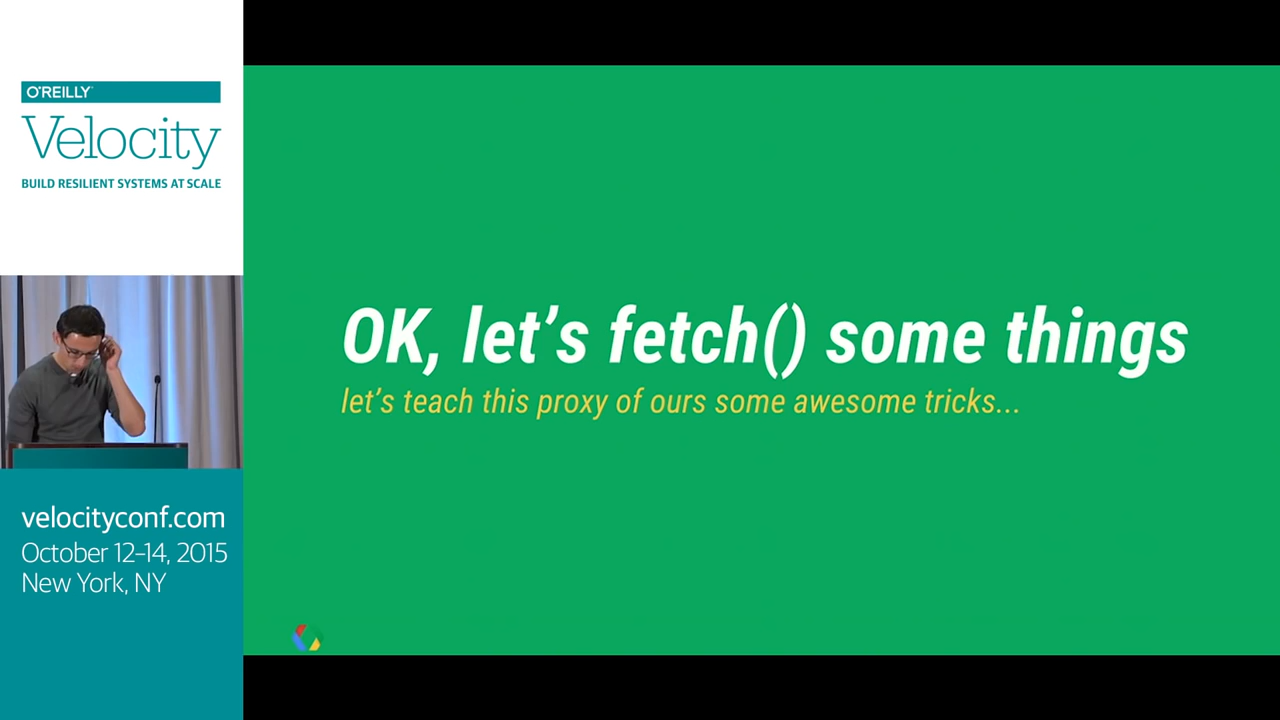 O'REILLY
Velocity
BUILD RESILIENT SYSTEMS AT SCALE
velocityconf.com
October 12–14, 2015
New York, NY
OK, let’s fetch() some things
let’s teach this proxy of ours some awesome tricks...